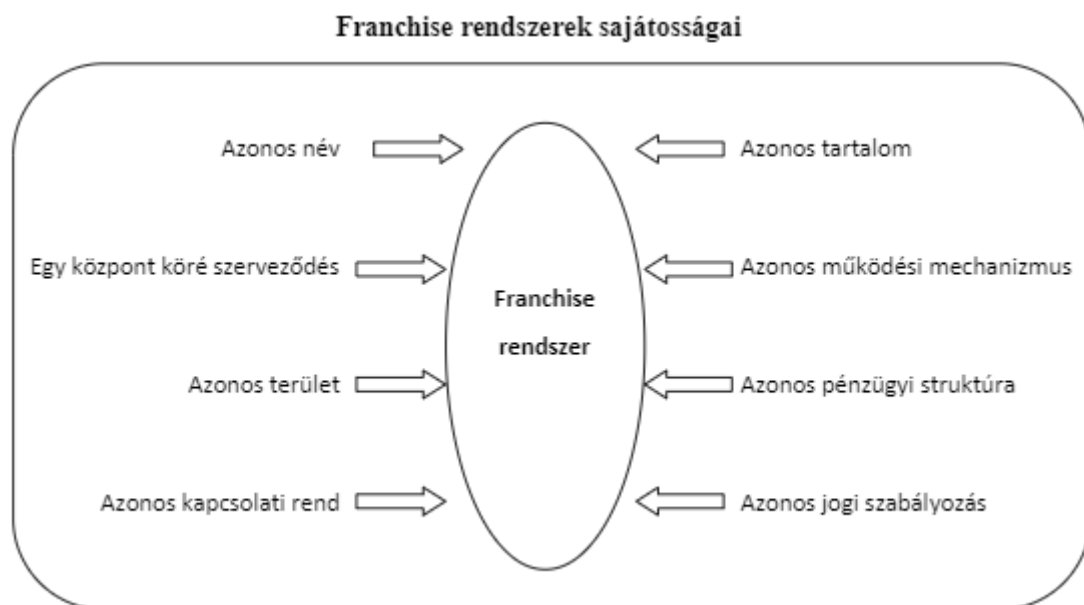 Franchise rendszerek sajátosságai
Azonos név
Azonos tartalom
Egy központ köré szerveződés
Azonos működési mechanizmus
Franchise
rendszer
Azonos terület
Azonos pénzügyi struktúra
Azonos kapcsolati rend
Azonos jogi szabályozás